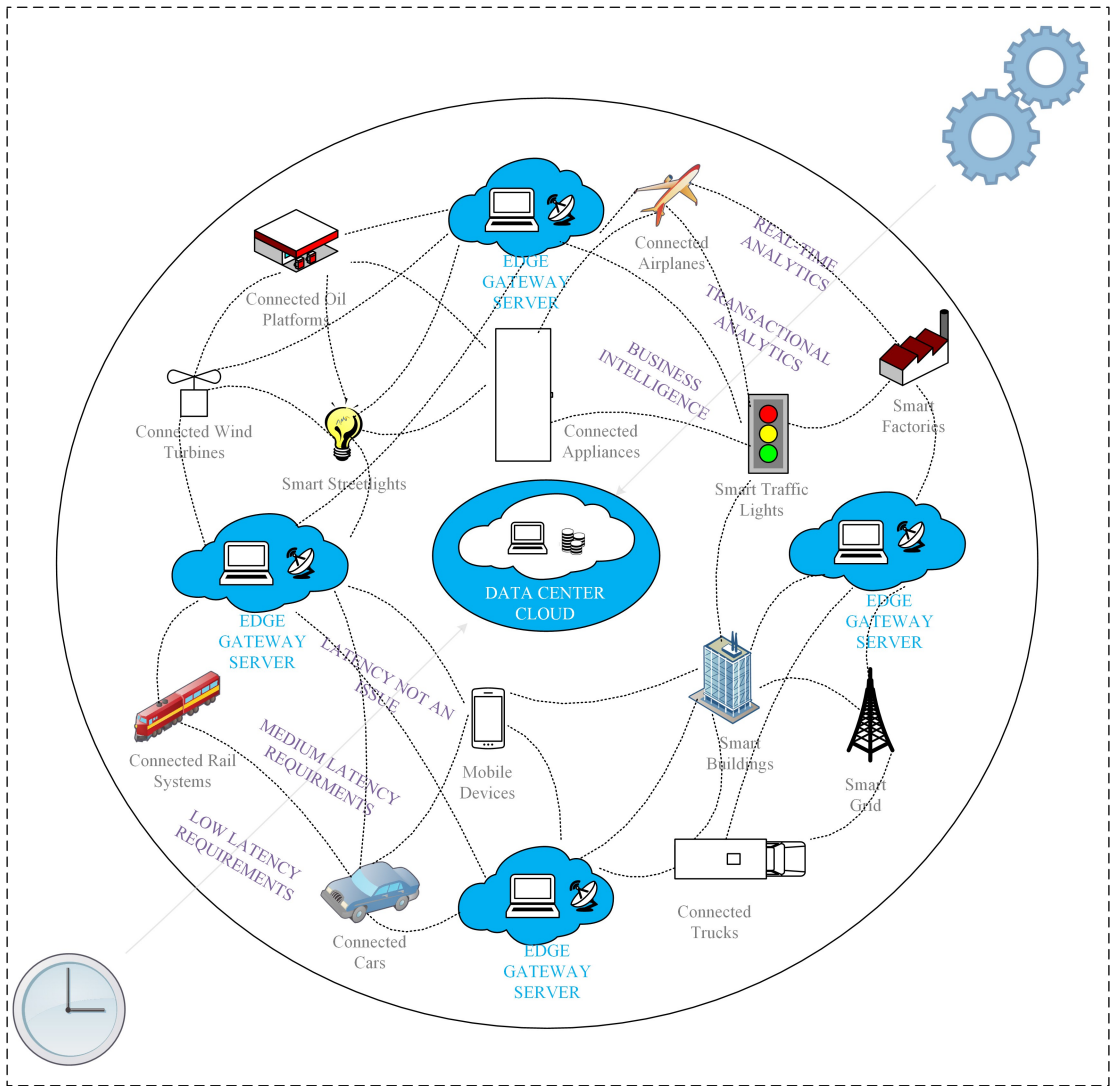 EDGE
GATEWAY
SERVER
Connected
Airplanes
REAL-TIME
ANALYTICS
Connected Oil
Platforms
TRANSACTIONAL
ANALYTICS
BUSINESS
INTELLIGENCE
Connected Wind
Turbines
Connected
Appliances
Smart
Factories
Smart Streetlights
Smart Traffic
Lights
DATA CENTER
CLOUD
EDGE
GATEWAY
SERVER
EDGE
GATEWAY
SERVER
LATENCY NOT AN
ISSUE
Connected Rail
Systems
MEDIUM LATENCY
REQUIRMENTS
Mobile
Devices
Smart
Buildings
Smart
Grid
LOW LATENCY
REQUIREMENTS
Connected
Cars
Connected
Trucks
EDGE
GATEWAY
SERVER